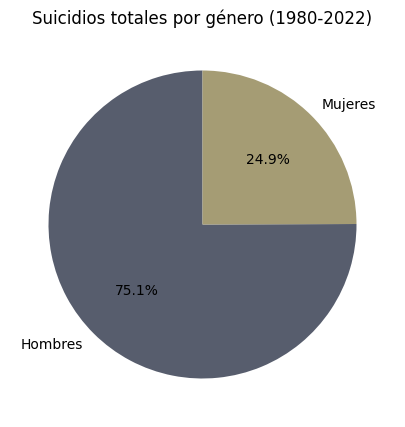 Suicidios totales por género (1980-2022)
Mujeres
24.9%
75.1%
Hombres